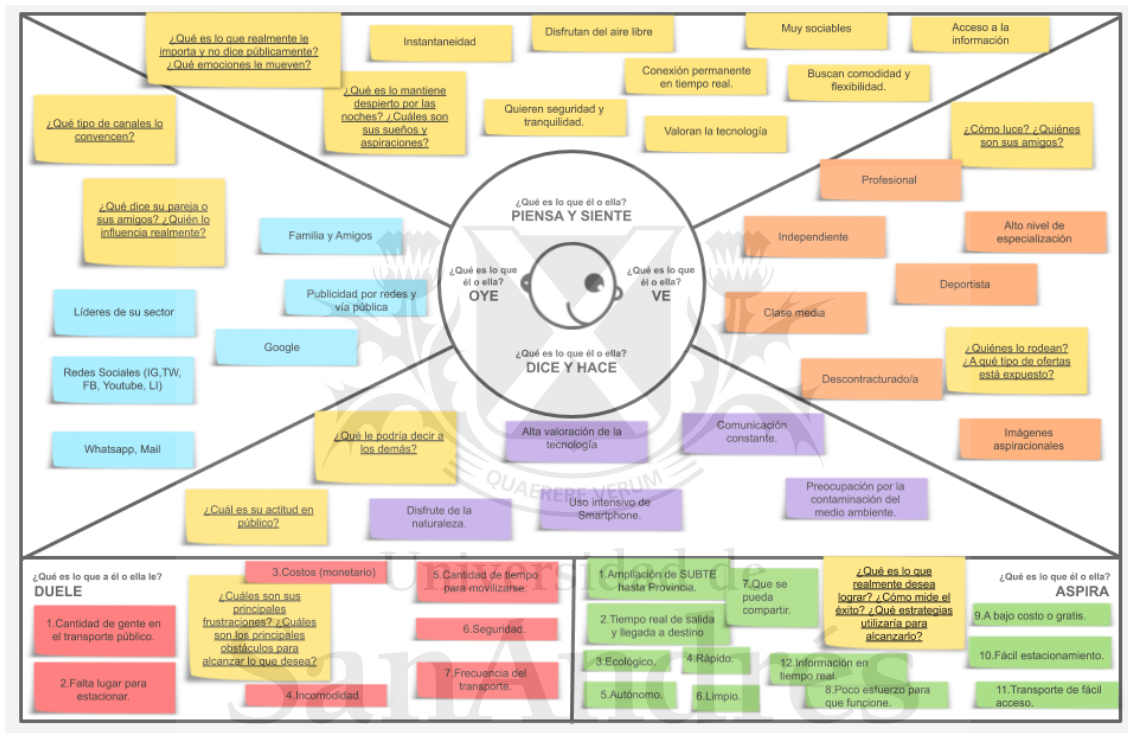 ¿Qué es lo que realmente le
importa y no dice públicamente?
¿Qué emociones le mueven?
Instantaneidad
Disfrutan del aire libre
Muy sociables
Acceso a la
información
¿Qué es lo mantiene
despierto por las
noches? ¿Cuáles son
sus sueños y
aspiraciones?
Conexión permanente
en tiempo real.
Buscan comodidad y
flexibilidad.
Quieren seguridad y
tranquilidad.
Valoran la tecnología
¿Qué es lo que él o ella?
PIENSA Y SIENTE
¿Qué tipo de canales lo
convencen?
¿Qué dice su pareja o
sus amigos? ¿Quién lo
influencia realmente?
Familia y Amigos
Publicidad por redes y
vía pública
Líderes de su sector
Google
Redes Sociales (IG,TW,
FB, Youtube, LI)
Whatsapp, Mail
¿Qué es lo que
él o ella?
OYE
¿Qué es lo que
él o ella?
VE
¿Cómo luce? ¿Quiénes
son sus amigos?
Profesional
Independiente
Alto nivel de
especialización
Deportista
Clase media
¿Quiénes lo rodean?
¿A qué tipo de ofertas
está expuesto?
Descontracturado/a
Imágenes
aspiracionales
¿Qué es lo que él o ella?
DICE Y HACE
¿Qué le podría decir a
los demás?
Alta valoración de la
tecnología
Comunicación
constante.
¿Cuál es su actitud en
público?
Disfrute de la
naturaleza.
Uso intensivo de
Smartphone.
Preocupación por la
contaminación del
medio ambiente.
QUAERERE VERUM
Universidad de
SanAndrés
¿Qué es lo que a él o ella le?
DUELE
1.Cantidad de gente en
el transporte público.
2.Falta lugar para
estacionar.
¿Cuáles son sus
principales
frustraciones? ¿Cuáles
son los principales
obstáculos para
alcanzar lo que desea?
3.Costos (monetario)
4.Incomodidad.
5.Cantidad de tiempo
para movilizarse:
6.Seguridad.
7.Frecuencia del
transporte.
1.Ampliación de SUBTE
hasta Provincia.
2.Tiempo real de salida
y llegada a destino
3.Ecológico.
4.Rápido.
5.Autónomo.
6.Limpio.
7.Que se
pueda
compartir.
12.Información en
tiempo real.
8.Poco esfuerzo para
que funcione.
¿Qué es lo que
realmente desea
lograr? ¿Cómo mide el
éxito? ¿Qué estrategias
utilizaría para
alcanzarlo?
¿Qué es lo que él o ella?
ASPIRA
9.A bajo costo o gratis.
10.Fácil estacionamiento.
11.Transporte de fácil
acceso.